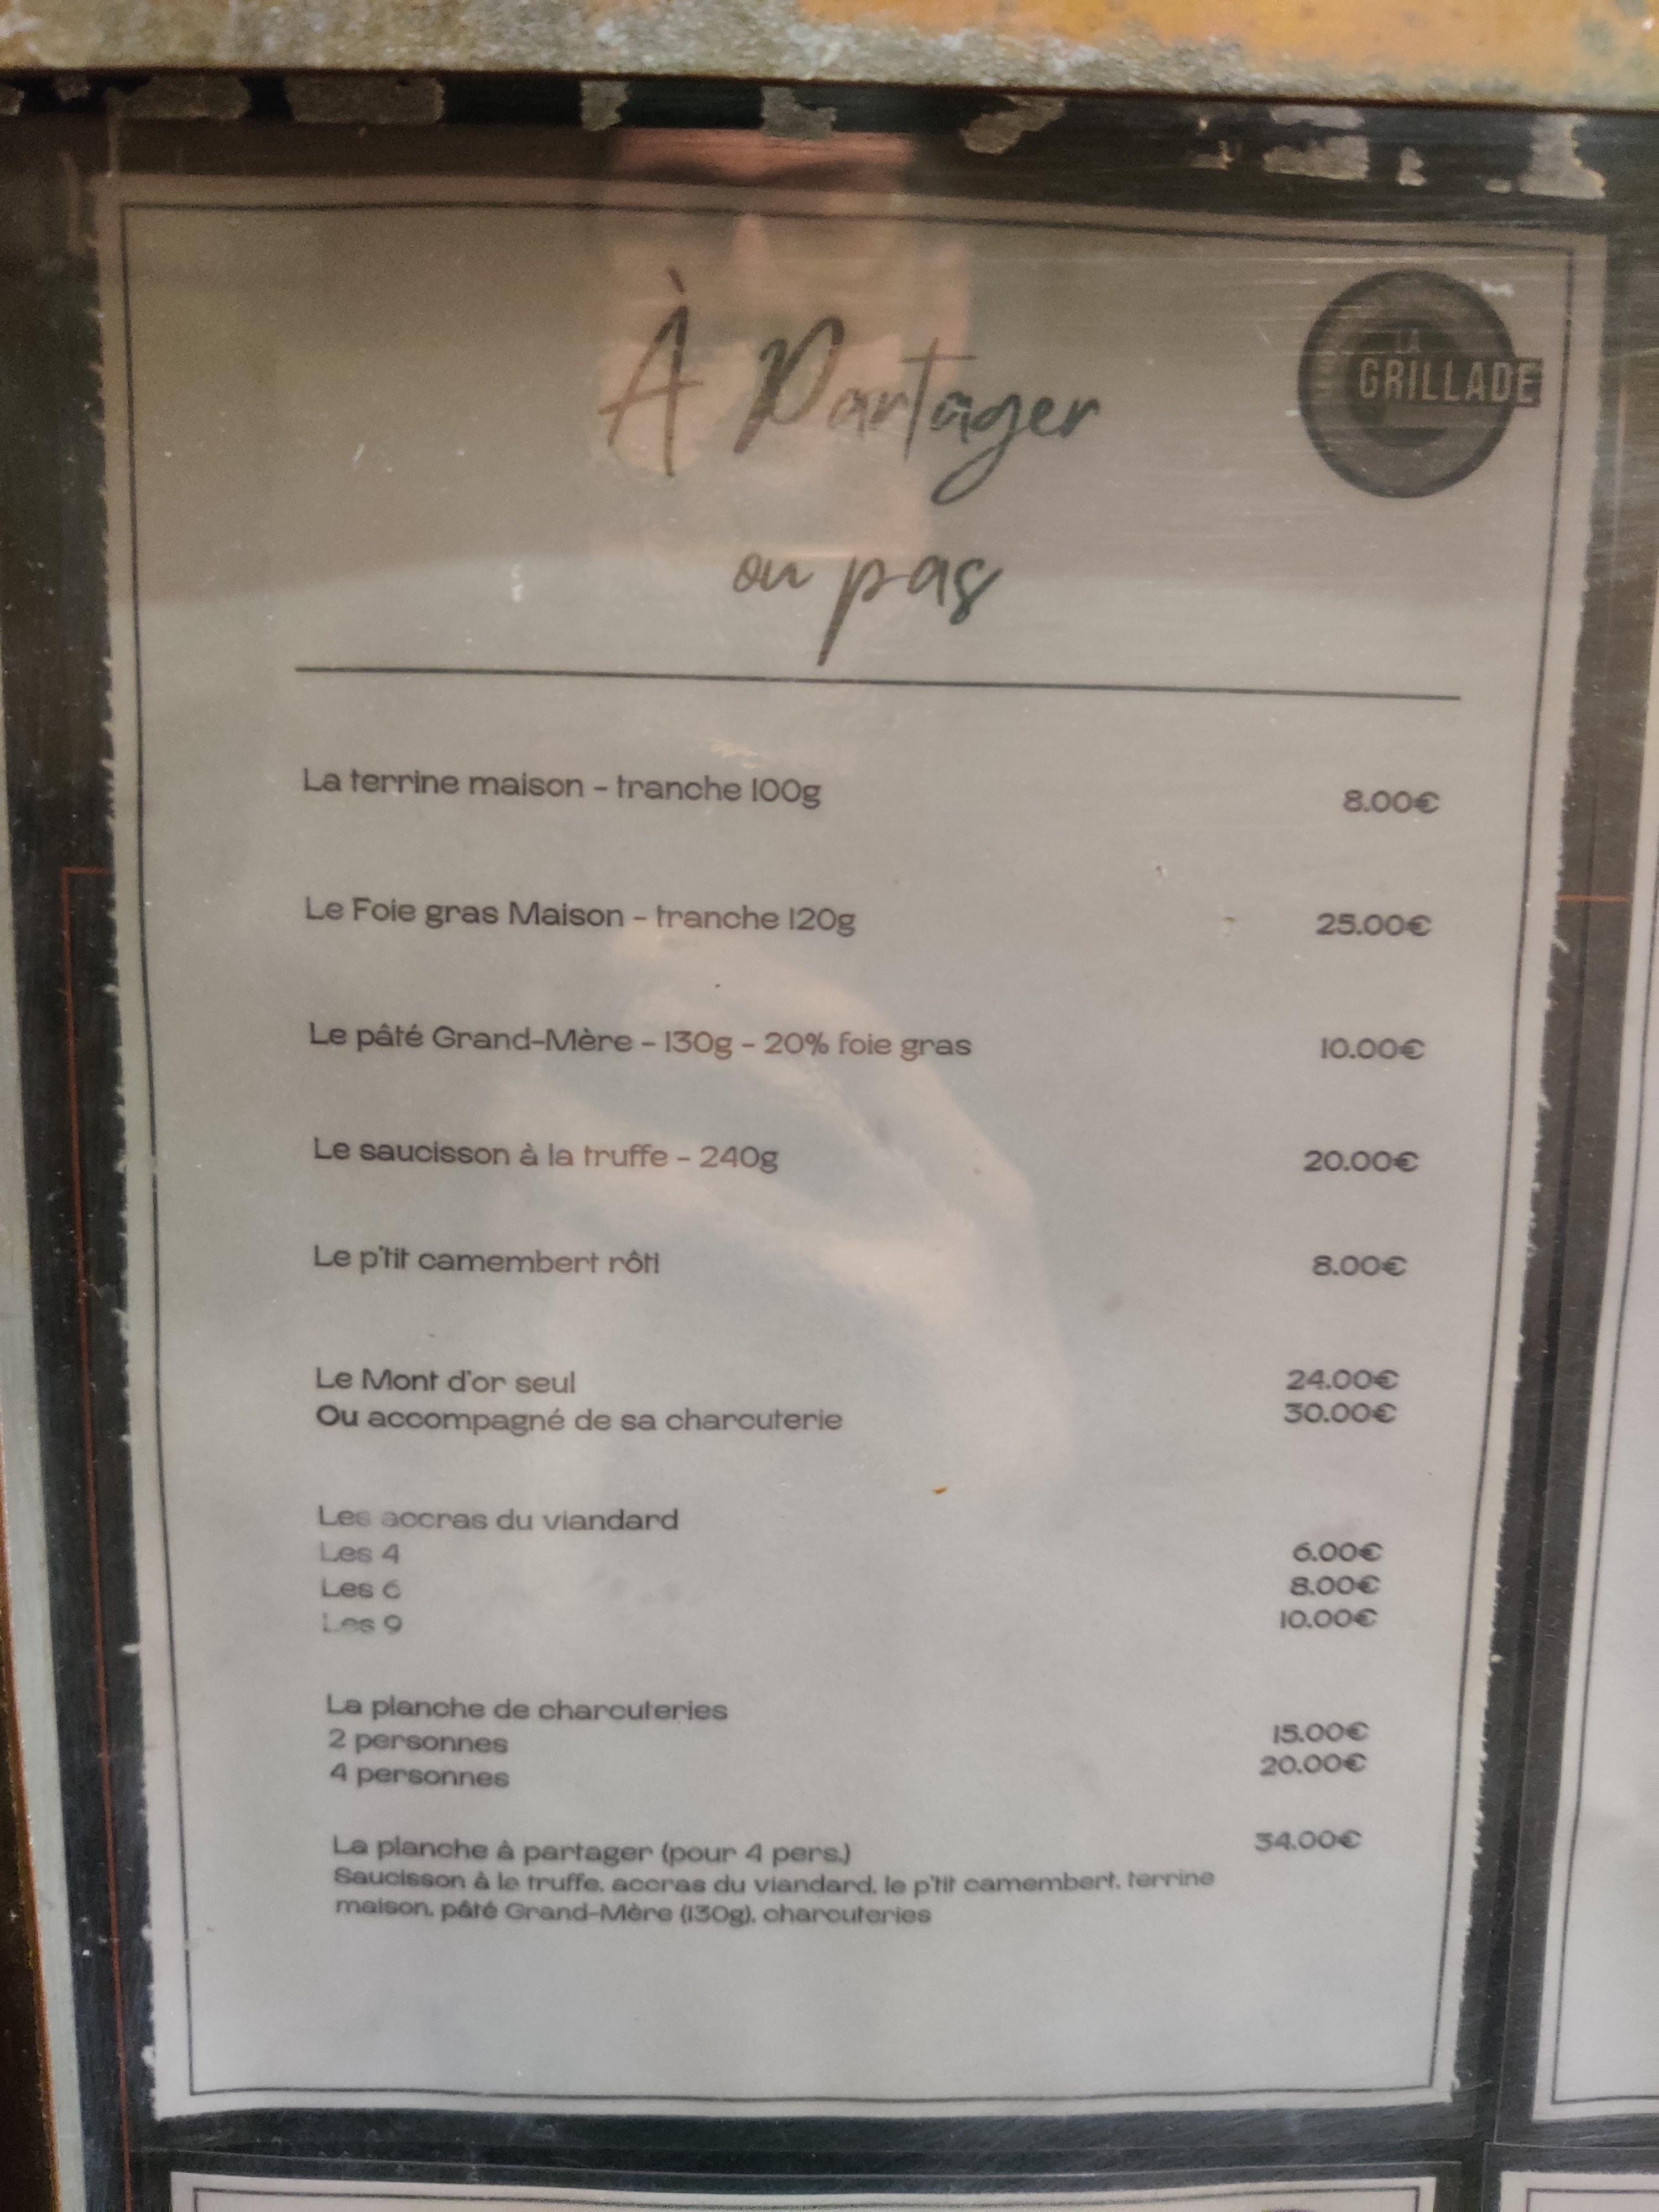 À Partager
LA
GRILLADE
ou pas
La terrine maison - tranche 100g 8.00€
Le Foie gras Maison - tranche 120g 25.00€
Le pâté Grand-Mère - 130g - 20% foie gras 10.00€
Le saucisson à la truffe - 240g 20.00€
Le p'tit camembert rôti 8.00€
Le Mont d'or seul 24.00€
Ou accompagné de sa charcuterie 30.00€
Les accras du viandard
Les 4 6.00€
Les 6 8.00€
Les 9 10.00€
La planche de charcuteries
2 personnes 15.00€
4 personnes 20.00€
La planche à partager (pour 4 pers.) 34.00€
Saucisson à le truffe, accras du viandard, le p'tit camembert, terrine
maison, pâté Grand-Mère (130g), charcuteries